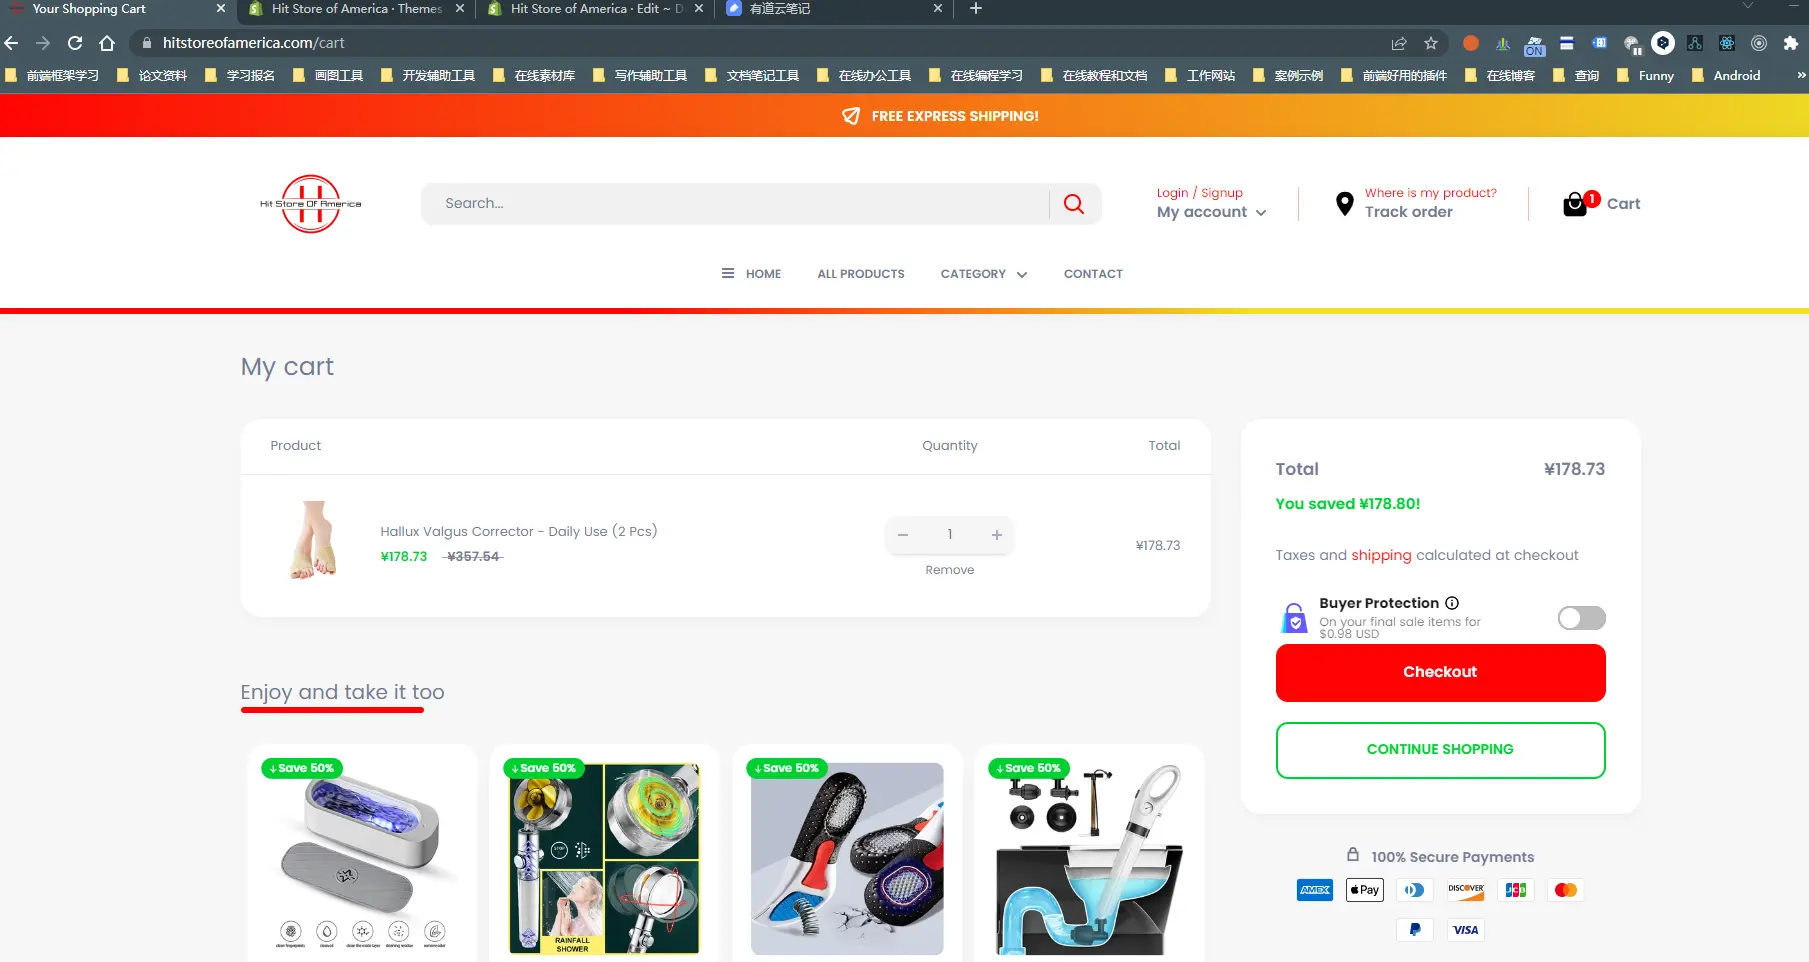 Your Shopping Cart
Hit Store of America · Themes
Hit Store of America · Edit ~ D
有道云笔记
hitstoreofamerica.com/cart
ON
前端框架学习
论文资料
学习报名
画图工具
开发辅助工具
在线素材库
写作辅助工具
文档笔记工具
在线办公工具
在线编程学习
在线教程和文档
工作网站
案例示例
前端好用的插件
在线博客
查询
Funny
Android
»
FREE EXPRESS SHIPPING!
Hit Store Of America
Search...
Login / Signup
My account
Where is my product?
Track order
1
Cart
HOME
ALL PRODUCTS
CATEGORY
CONTACT
My cart
Product
Quantity
Total
Hallux Valgus Corrector - Daily Use (2 Pcs)
¥178.73 ¥357.54
− 1 +
Remove
¥178.73
Total
¥178.73
You saved ¥178.80!
Taxes and shipping calculated at checkout
Buyer Protection
On your final sale items for
$0.98 USD
Checkout
CONTINUE SHOPPING
Enjoy and take it too
↓Save 50%
↓Save 50%
↓Save 50%
↓Save 50%
STOP
RAINFALL
SHOWER
100% Secure Payments
AMEX
Pay
DISCOVER
JCB
VISA